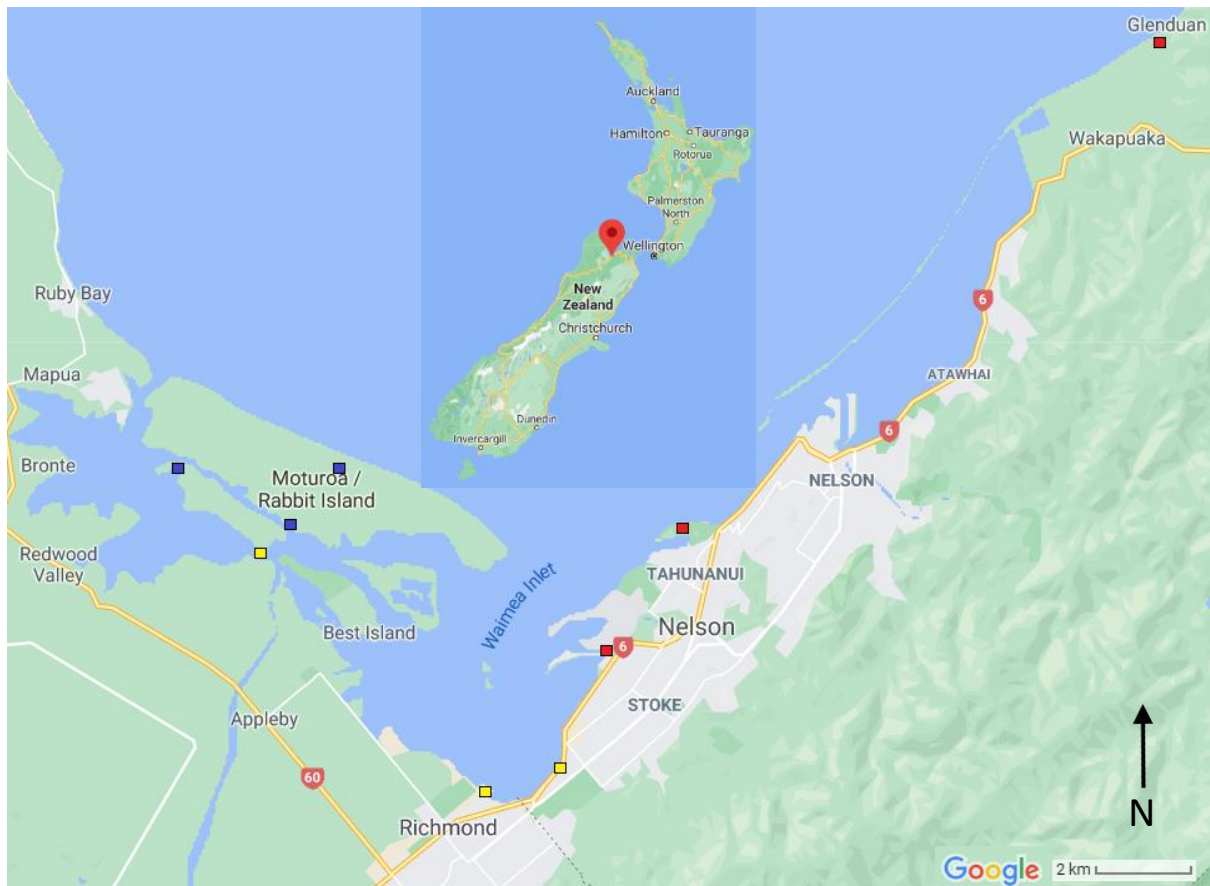 Glenduan
Wakapuaka
Auckland
Hamilton
Tauranga
Rotorua
Palmerston
North
Wellington
New
Zealand
Christchurch
Dunedin
Invercargill
Ruby Bay
Mapua
Bronte
Moturoa /
Rabbit Island
Redwood
Valley
Best Island
Waimea Inlet
Appleby
60
Richmond
6
ATAWHAI
6
NELSON
TAHUNANUI
Nelson
6
STOKE
N
Google
2 km